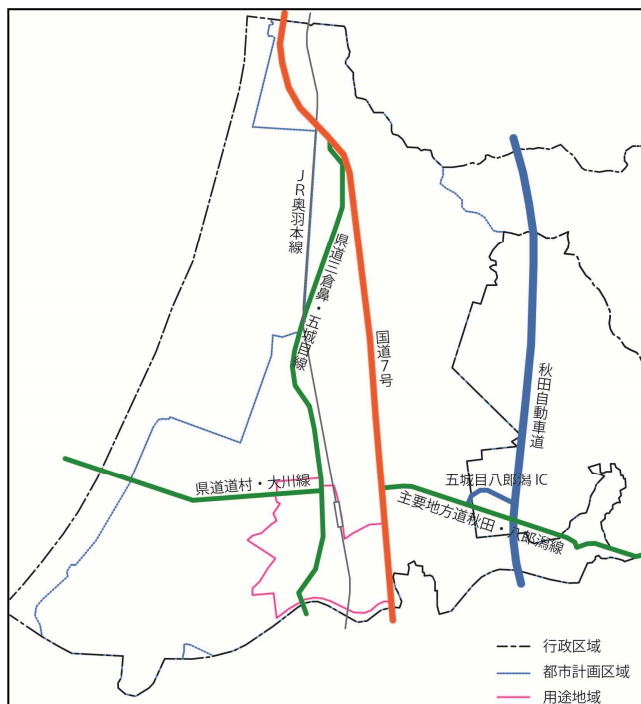 JR奥羽本線
県道三倉鼻・五城目線
国道7号
秋田自動車道
五城目八郎潟 IC
県道道村・大川線
主要地方道秋田・八郎潟線
行政区域
都市計画区域
用途地域